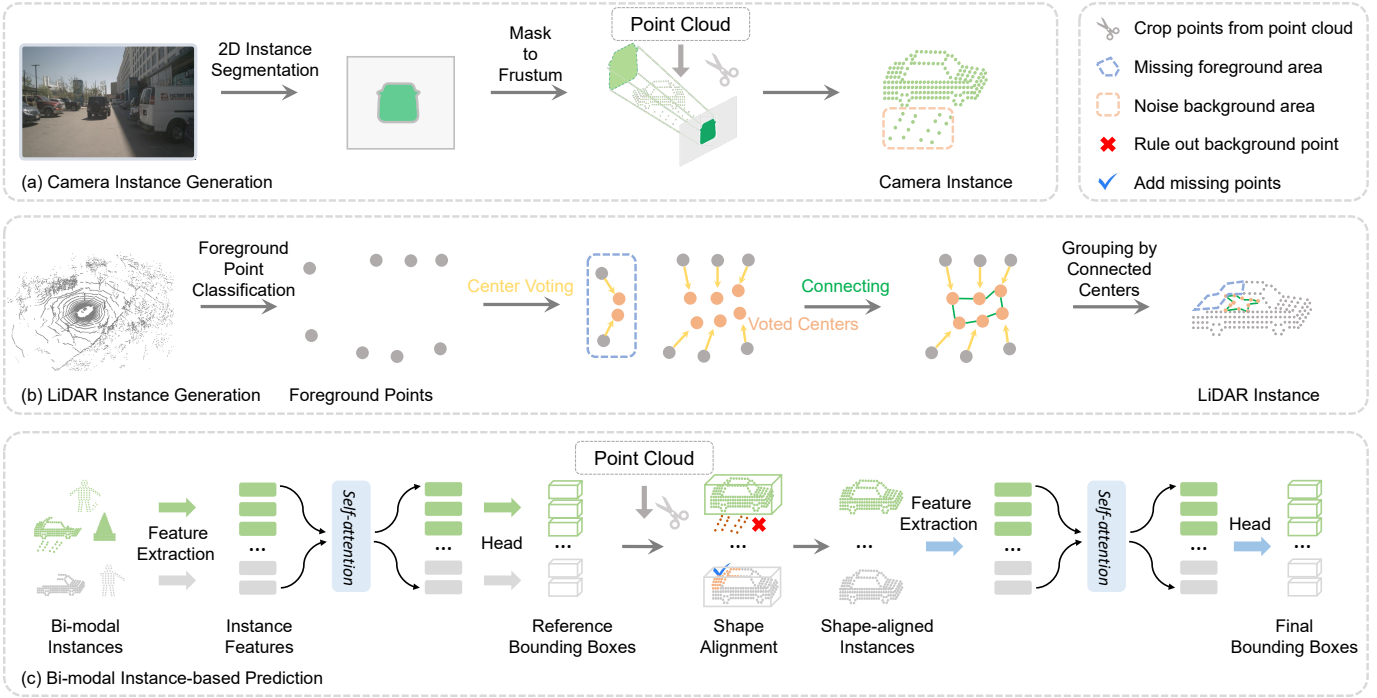 2D Instance
Segmentation
Mask
to
Frustum
Point Cloud
(a) Camera Instance Generation
Camera Instance
Crop points from point cloud
Missing foreground area
Noise background area
Rule out background point
Add missing points
Foreground
Point
Classification
Center Voting
Connecting
Voted Centers
Grouping by
Connected
Centers
(b) LiDAR Instance Generation
Foreground Points
LiDAR Instance
Point Cloud
Feature
Extraction
...
Self-attention
...
Head
...
...
...
Feature
Extraction
...
Self-attention
...
Head
...
Bi-modal
Instances
Instance
Features
Reference
Bounding Boxes
Shape
Alignment
Shape-aligned
Instances
Final
Bounding Boxes
(c) Bi-modal Instance-based Prediction